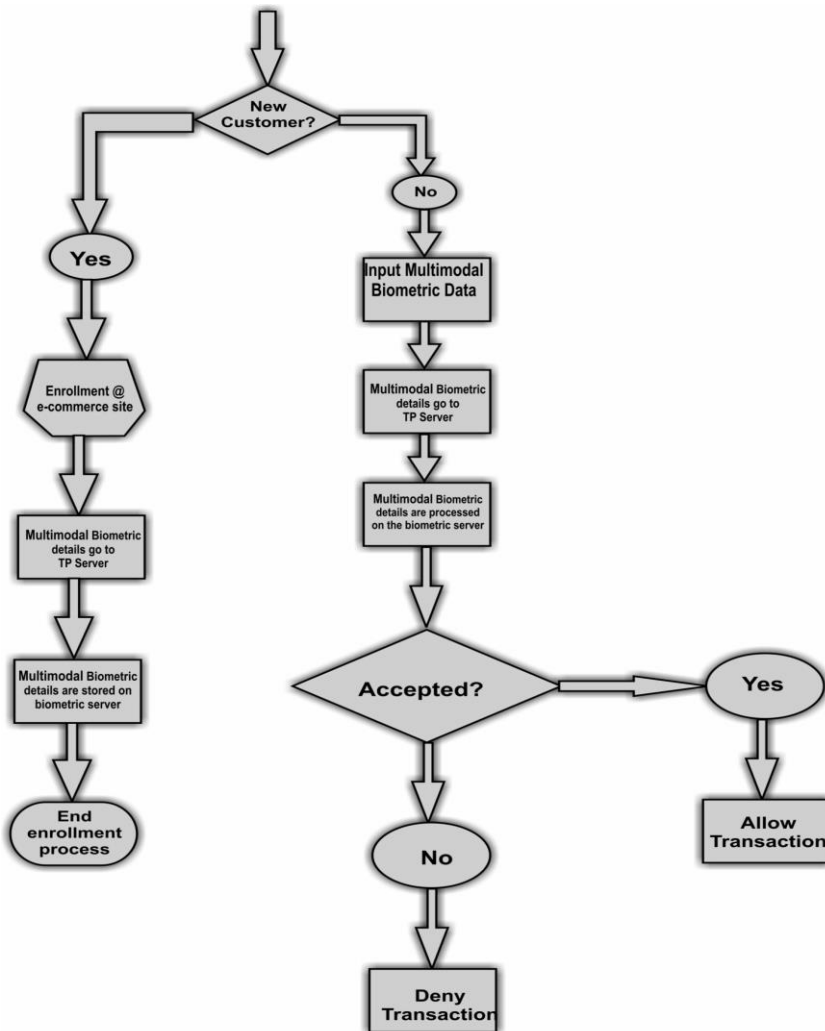 New
Customer?
Yes
Enrollment @
e-commerce site
Multimodal Biometric
details go to
TP Server
Multimodal Biometric
details are stored on
biometric server
End
enrollment
process
No
Input Multimodal
Biometric Data
Multimodal Biometric
details go to
TP Server
Multimodal Biometric
details are processed
on the biometric server
Accepted?
Yes
Allow
Transaction
No
Deny
Transaction